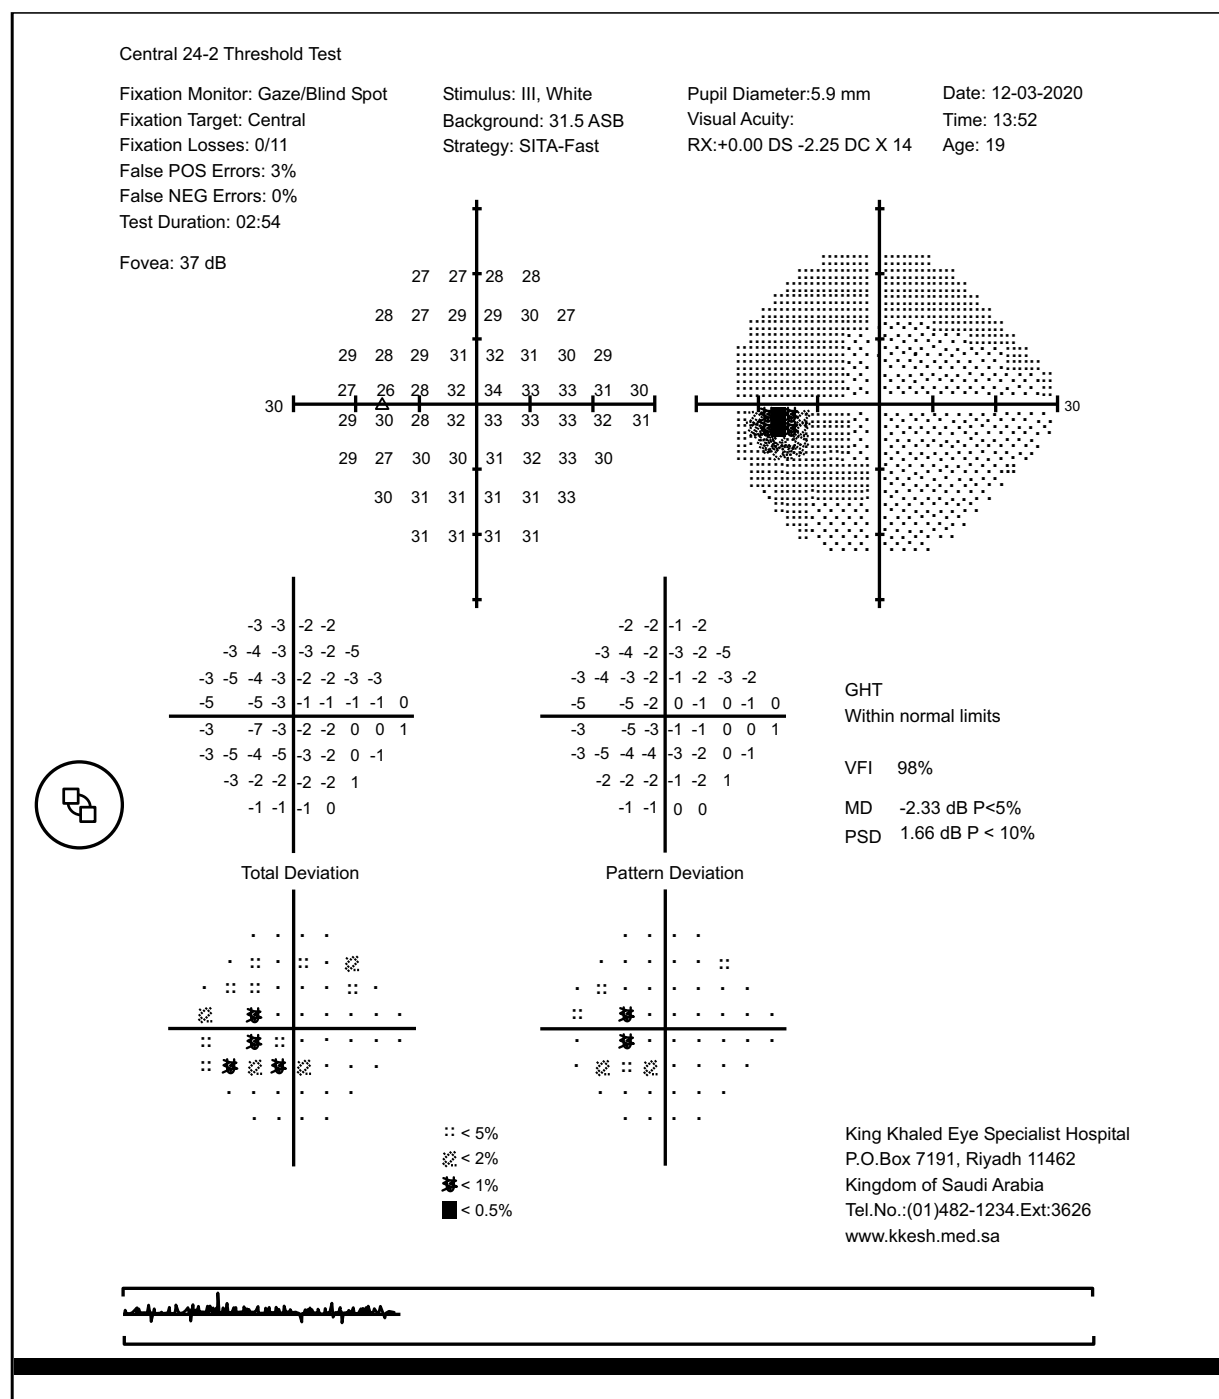 Central 24-2 Threshold Test
Fixation Monitor: Gaze/Blind Spot
Fixation Target: Central
Fixation Losses: 0/11
False POS Errors: 3%
False NEG Errors: 0%
Test Duration: 02:54
Fovea: 37 dB
Stimulus: III, White
Background: 31.5 ASB
Strategy: SITA-Fast
Pupil Diameter:5.9 mm
Visual Acuity:
RX:+0.00 DS -2.25 DC X 14
Date: 12-03-2020
Time: 13:52
Age: 19
27 27 28 28
28 27 29 29 30 27
29 28 29 31 32 31 30 29
27 26 28 32 34 33 33 31 30
30
29 30 28 32 33 33 33 32 31
29 27 30 30 31 32 33 30
30 31 31 31 31 33
31 31 31 31
30
-3 -3 -2 -2
-3 -4 -3 -3 -2 -5
-3 -5 -4 -3 -2 -2 -3 -3
-5 -5 -3 -1 -1 -1 -1 0
-3 -7 -3 -2 -2 0 0 1
-3 -5 -4 -5 -3 -2 0 -1
-3 -2 -2 -2 -2 1
-1 -1 -1 0
Total Deviation
-2 -2 -1 -2
-3 -4 -2 -3 -2 -5
-3 -4 -3 -2 -1 -2 -3 -2
-5 -5 -2 0 -1 0 -1 0
-3 -5 -3 -1 -1 0 0 1
-3 -5 -4 -4 -3 -2 0 -1
-2 -2 -2 -1 -2 1
-1 -1 0 0
Pattern Deviation
GHT
Within normal limits
VFI 98%
MD -2.33 dB P<5%
PSD 1.66 dB P < 10%
< 5%
< 2%
< 1%
< 0.5%
King Khaled Eye Specialist Hospital
P.O.Box 7191, Riyadh 11462
Kingdom of Saudi Arabia
Tel.No.:(01)482-1234.Ext:3626
www.kkesh.med.sa